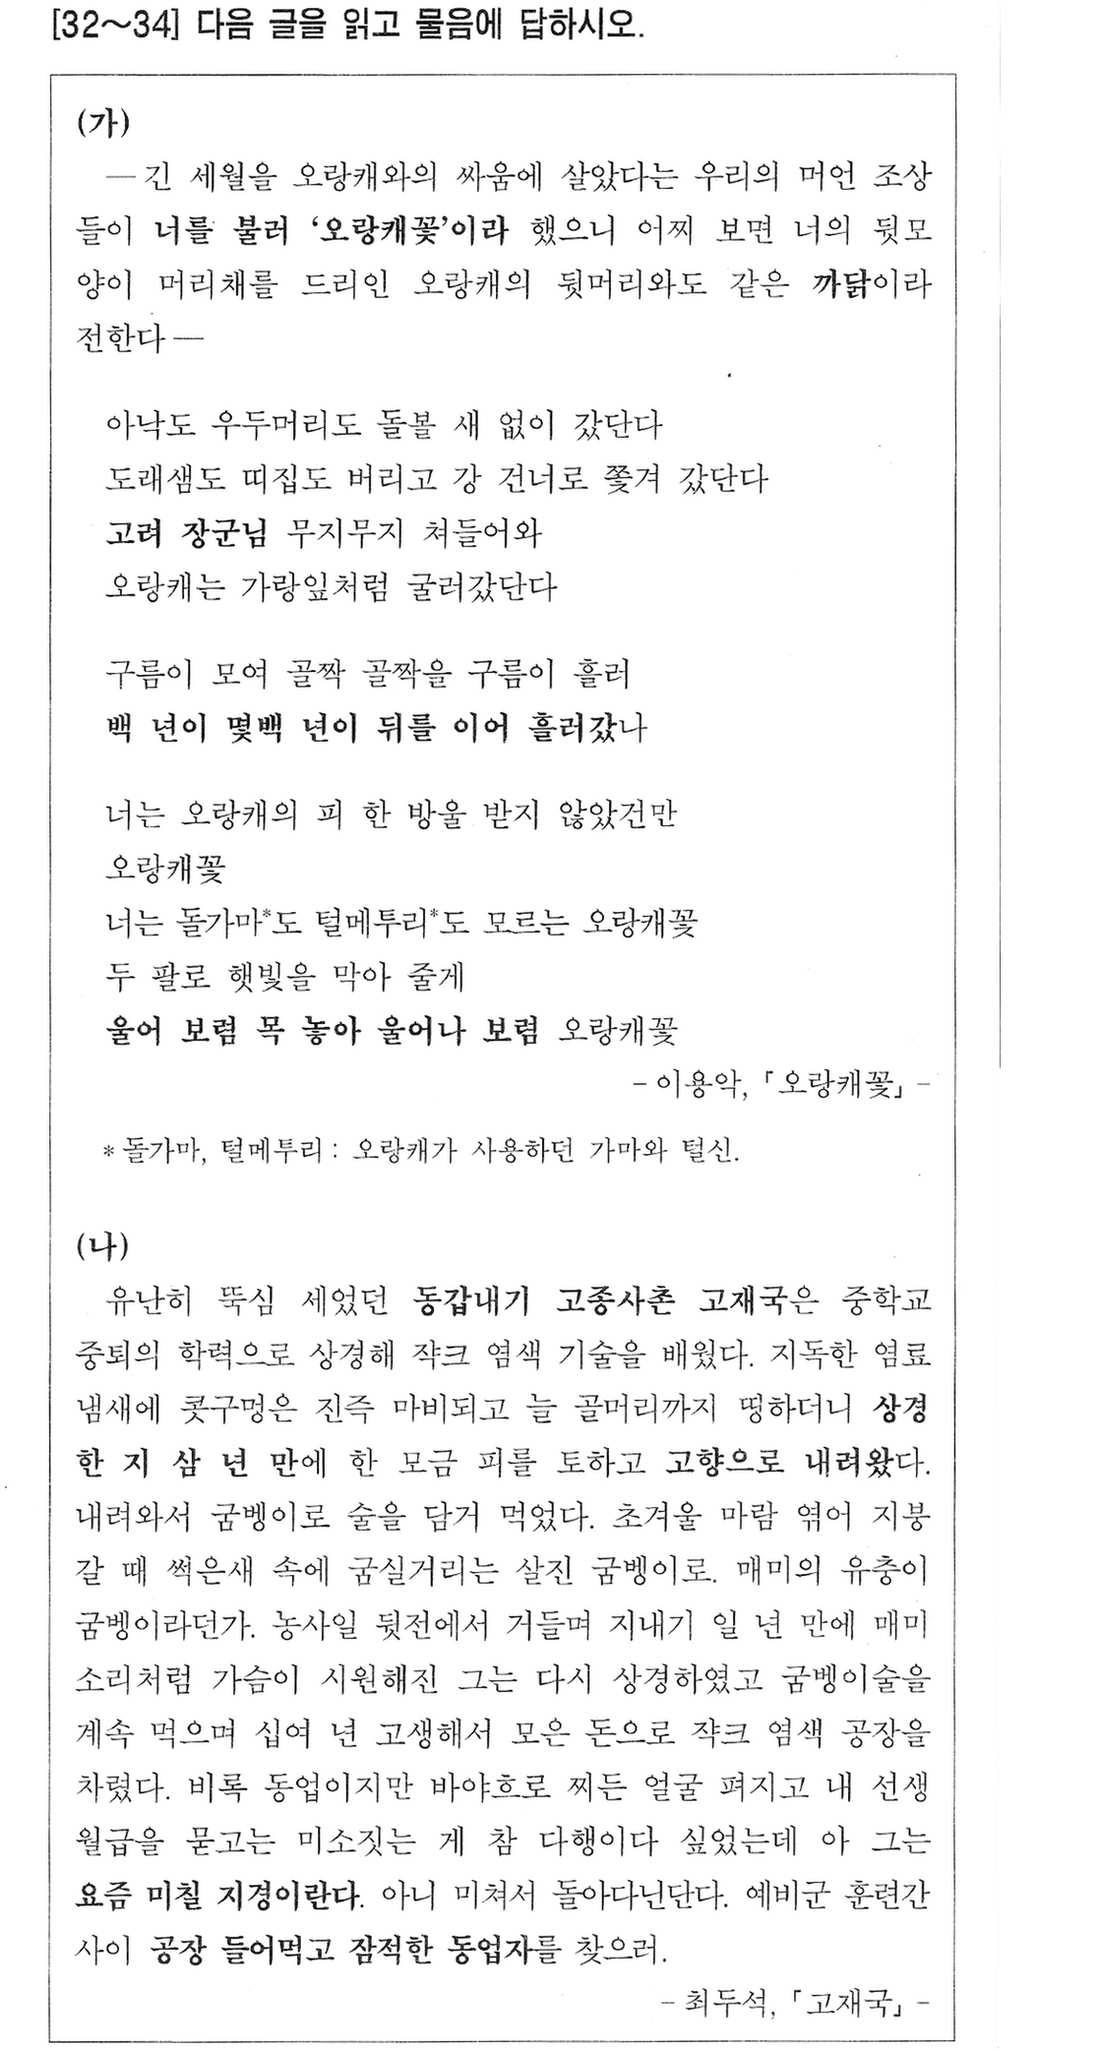 [32～34] 다음 글을 읽고 물음에 답하시오.
(가)
― 긴 세월을 오랑캐와의 싸움에 살았다는 우리의 머언 조상
들이 너를 불러 ‘오랑캐꽃’이라 했으니 어찌 보면 너의 뒷모
양이 머리채를 드리인 오랑캐의 뒷머리와도 같은 까닭이라
전한다 ―
아낙도 우두머리도 돌볼 새 없이 갔단다
도래샘도 띠집도 버리고 강 건너로 쫓겨 갔단다
고려 장군님 무지무지 쳐들어와
오랑캐는 가랑잎처럼 굴러갔단다
구름이 모여 골짝 골짝을 구름이 흘러
백 년이 몇백 년이 뒤를 이어 흘러갔나
너는 오랑캐의 피 한 방울 받지 않았건만
오랑캐꽃
너는 돌가마*도 털메투리*도 모르는 오랑캐꽃
두 팔로 햇빛을 막아 줄게
울어 보렴 목 놓아 울어나 보렴 오랑캐꽃
- 이용악, 「오랑캐꽃」 -
* 돌가마, 털메투리 : 오랑캐가 사용하던 가마와 털신.
(나)
유난히 뚝심 세었던 동갑내기 고종사촌 고재국은 중학교
중퇴의 학력으로 상경해 쟈크 염색 기술을 배웠다. 지독한 염료
냄새에 콧구멍은 진즉 마비되고 늘 골머리까지 띵하더니 상경
한 지 삼 년 만에 한 모금 피를 토하고 고향으로 내려왔다.
내려와서 굼벵이로 술을 담거 먹었다. 초겨울 마람 엮어 지붕
갈 때 썩은새 속에 굼실거리는 살진 굼벵이로. 매미의 유충이
굼벵이라던가. 농사일 뒷전에서 거들며 지내기 일 년 만에 매미
소리처럼 가슴이 시원해진 그는 다시 상경하였고 굼벵이술을
계속 먹으며 십여 년 고생해서 모은 돈으로 쟈크 염색 공장을
차렸다. 비록 동업이지만 바야흐로 찌든 얼굴 펴지고 내 선생
월급을 묻고는 미소짓는 게 참 다행이다 싶었는데 아 그는
요즘 미칠 지경이란다. 아니 미쳐서 돌아다닌단다. 예비군 훈련간
사이 공장 들어먹고 잠적한 동업자를 찾으러.
- 최두석, 「고재국」 -